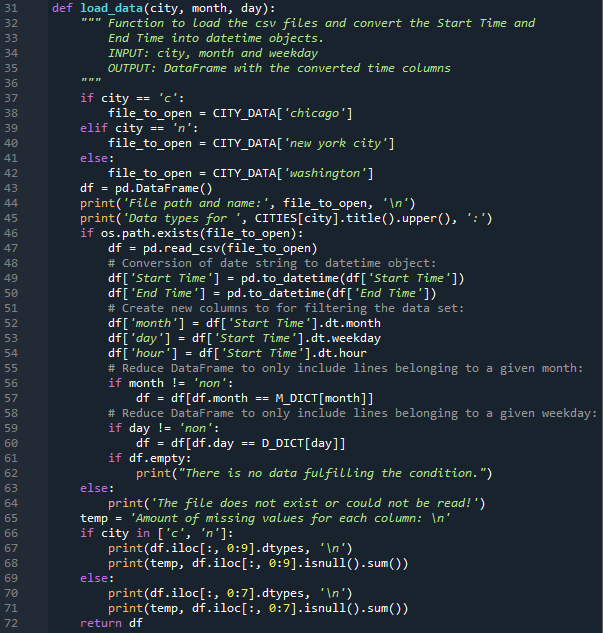 31 def load_data(city, month, day):
32     """ Function to load the csv files and convert the Start Time and
33         End Time into datetime objects.
34         INPUT: city, month and weekday
35         OUTPUT: DataFrame with the converted time columns
36     """
37     if city == 'c':
38         file_to_open = CITY_DATA['chicago']
39     elif city == 'n':
40         file_to_open = CITY_DATA['new york city']
41     else:
42         file_to_open = CITY_DATA['washington']
43     df = pd.DataFrame()
44     print('File path and name:', file_to_open, '\n')
45     print('Data types for ', CITIES[city].title().upper(), ':')
46     if os.path.exists(file_to_open):
47         df = pd.read_csv(file_to_open)
48         # Conversion of date string to datetime object:
49         df['Start Time'] = pd.to_datetime(df['Start Time'])
50         df['End Time'] = pd.to_datetime(df['End Time'])
51         # Create new columns to for filtering the data set:
52         df['month'] = df['Start Time'].dt.month
53         df['day'] = df['Start Time'].dt.weekday
54         df['hour'] = df['Start Time'].dt.hour
55         # Reduce DataFrame to only include lines belonging to a given month:
56         if month != 'non':
57             df = df[df.month == M_DICT[month]]
58         # Reduce DataFrame to only include lines belonging to a given weekday:
59         if day != 'non':
60             df = df[df.day == D_DICT[day]]
61         if df.empty:
62             print("There is no data fulfilling the condition.")
63     else:
64         print('The file does not exist or could not be read!')
65     temp = 'Amount of missing values for each column: \n'
66     if city in ['c', 'n']:
67         print(df.iloc[:, 0:9].dtypes, '\n')
68         print(temp, df.iloc[:, 0:9].isnull().sum())
69     else:
70         print(df.iloc[:, 0:7].dtypes, '\n')
71         print(temp, df.iloc[:, 0:7].isnull().sum())
72     return df